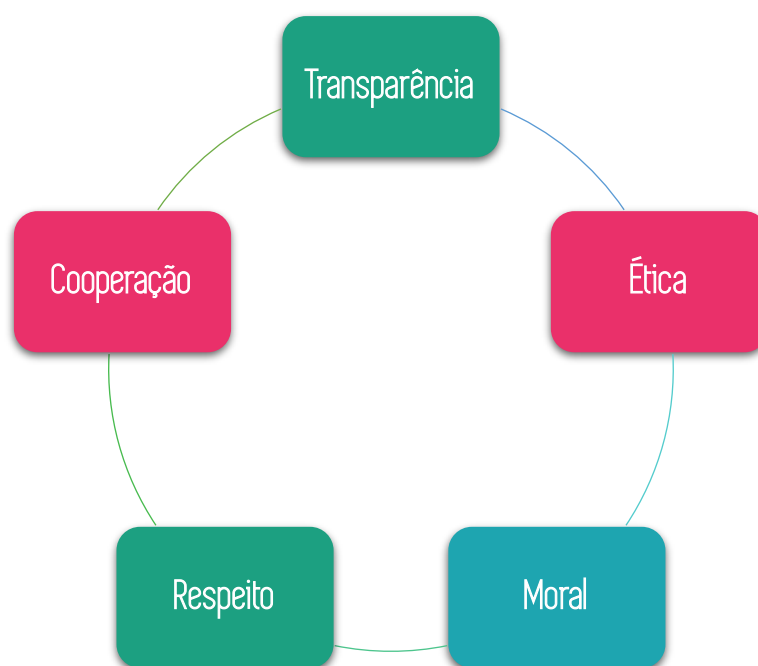 Transparência
Cooperação
Ética
Respeito
Moral